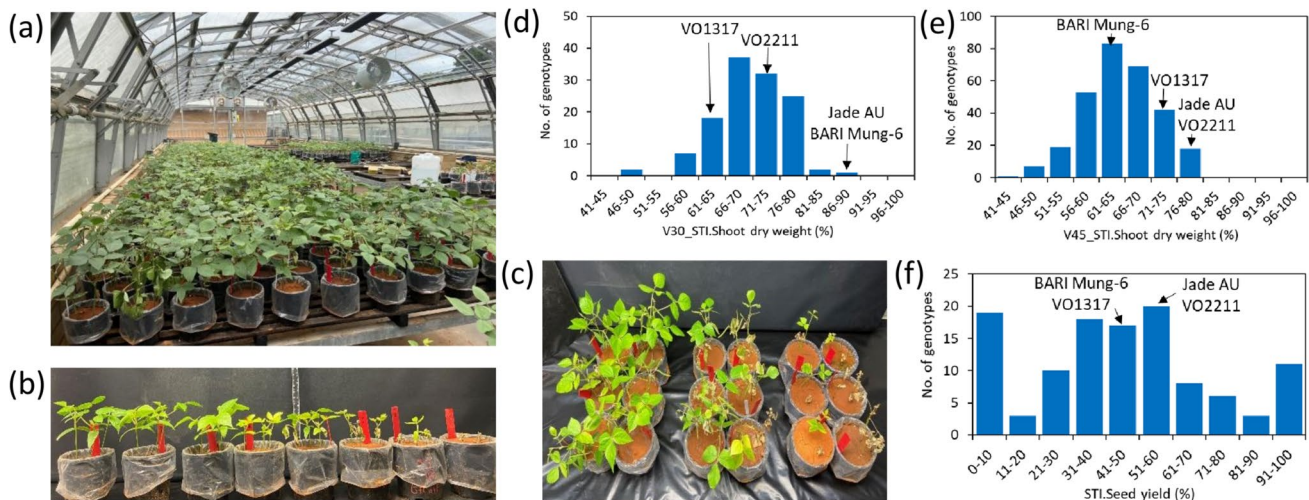 (a)
(b)
(c)
(d)
No. of genotypes
50
40
30
20
10
0
VO1317
VO2211
Jade AU
BARI Mung-6
41-45
46-50
51-55
56-60
61-65
66-70
71-75
76-80
81-85
86-90
91-95
96-100
V30_STI.Shoot dry weight (%)
(e)
No. of genotypes
100
80
60
40
20
0
BARI Mung-6
VO1317
Jade AU
VO2211
41-45
46-50
51-55
56-60
61-65
66-70
71-75
76-80
81-85
86-90
91-95
96-100
V45_STI.Shoot dry weight (%)
(f)
No. of genotypes
25
20
15
10
5
0
BARI Mung-6
VO1317
Jade AU
VO2211
0-10
11-20
21-30
31-40
41-50
51-60
61-70
71-80
81-90
91-100
STI.Seed yield (%)